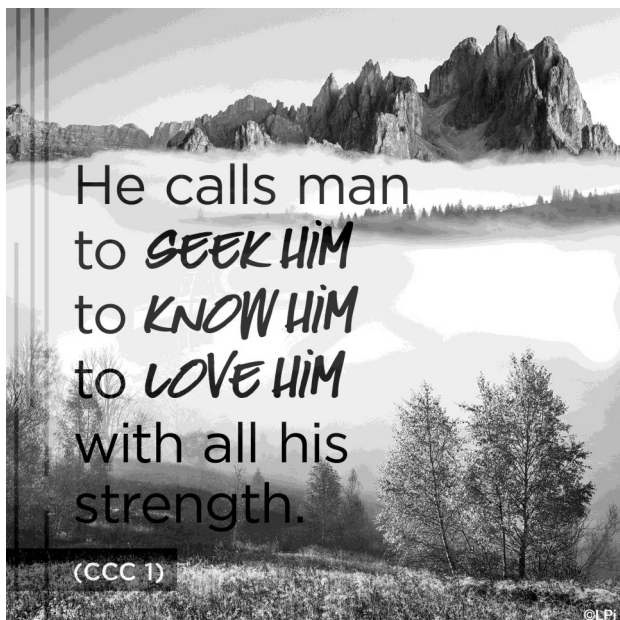 He calls man
to SEEK HiM
to KNOW HiM
to LOVE HiM
with all his
strength.
(CCC 1)
©LPi